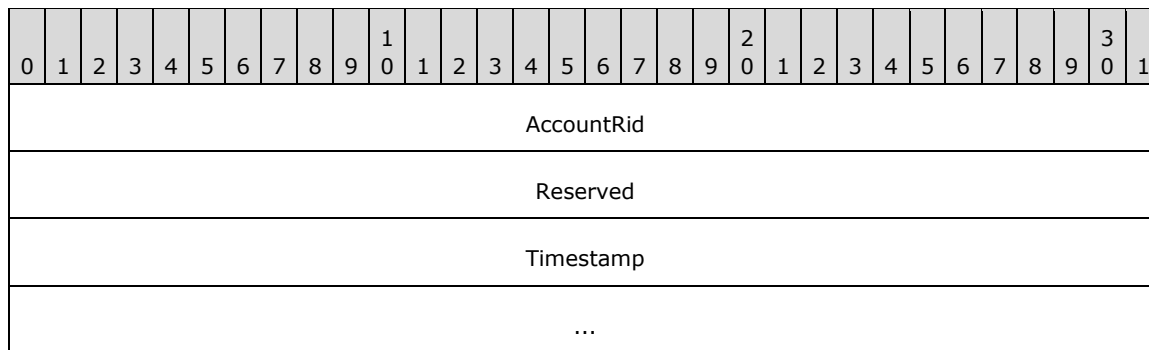 0 1 2 3 4 5 6 7 8 9 1 0 1 2 3 4 5 6 7 8 9 2 0 1 2 3 4 5 6 7 8 9 3 0 1
AccountRid
Reserved
Timestamp
...